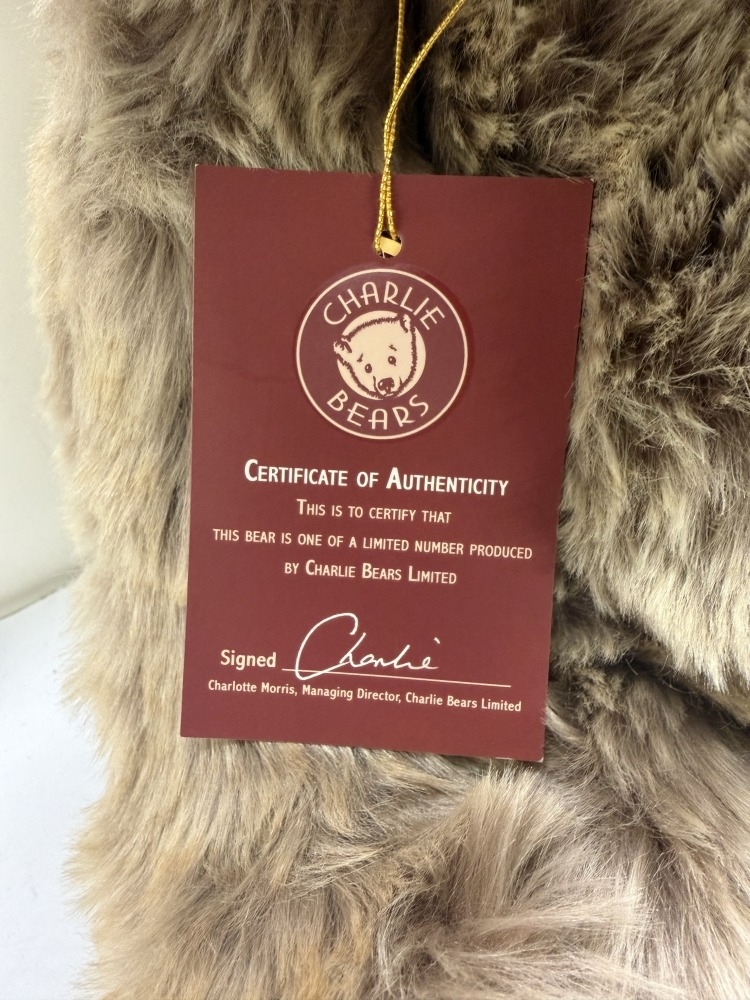 CHARLIE
BEARS
CERTIFICATE OF AUTHENTICITY
THIS IS TO CERTIFY THAT
THIS BEAR IS ONE OF A LIMITED NUMBER PRODUCED
BY CHARLIE BEARS LIMITED
Signed Charlie
Charlotte Morris, Managing Director, Charlie Bears Limited